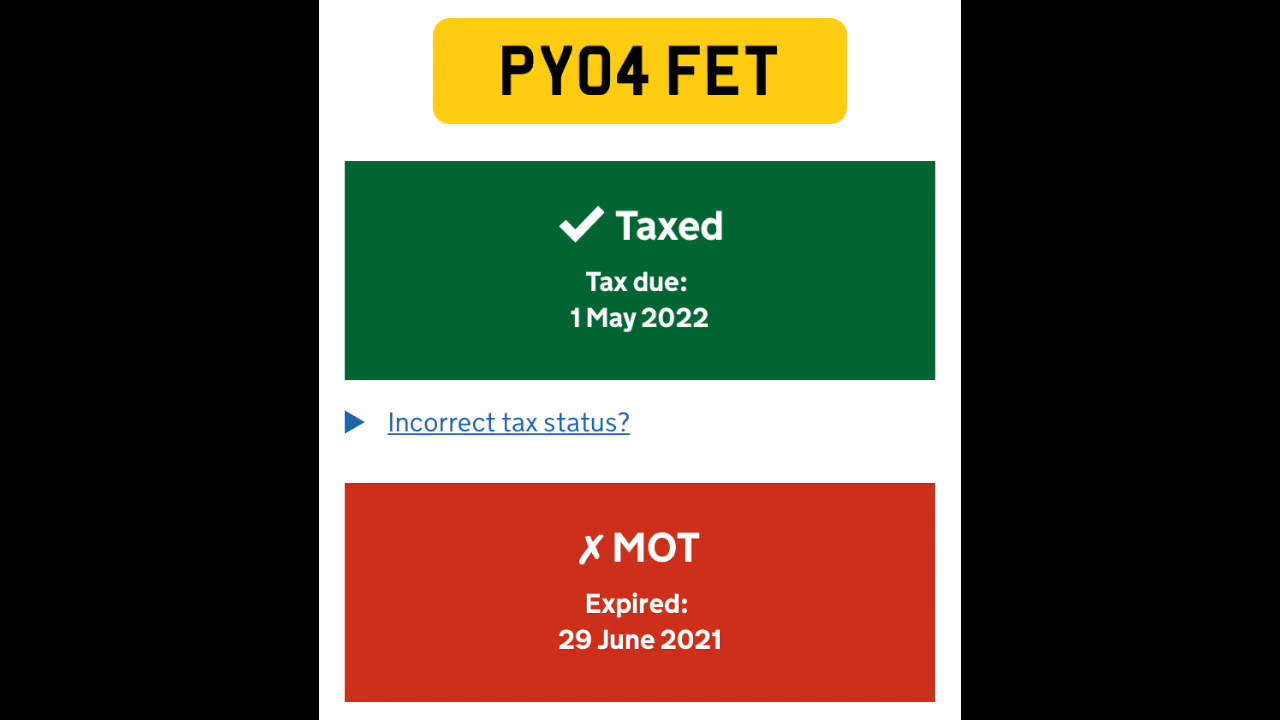 PY04 FET
✔ Taxed
Tax due:
1 May 2022
Incorrect tax status?
✗ MOT
Expired:
29 June 2021